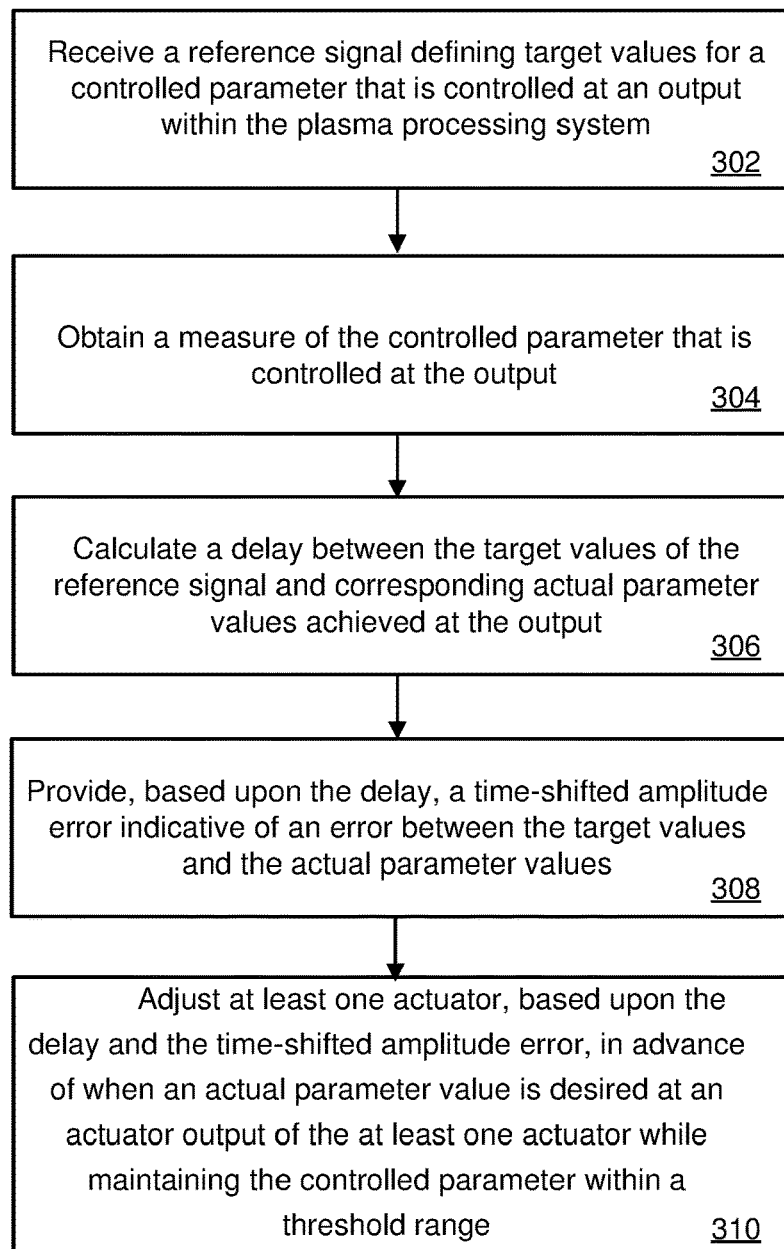 Receive a reference signal defining target values for a
controlled parameter that is controlled at an output
within the plasma processing system
302
Obtain a measure of the controlled parameter that is
controlled at the output
304
Calculate a delay between the target values of the
reference signal and corresponding actual parameter
values achieved at the output
306
Provide, based upon the delay, a time-shifted amplitude
error indicative of an error between the target values
and the actual parameter values
308
Adjust at least one actuator, based upon the
delay and the time-shifted amplitude error, in advance
of when an actual parameter value is desired at an
actuator output of the at least one actuator while
maintaining the controlled parameter within a
threshold range
310